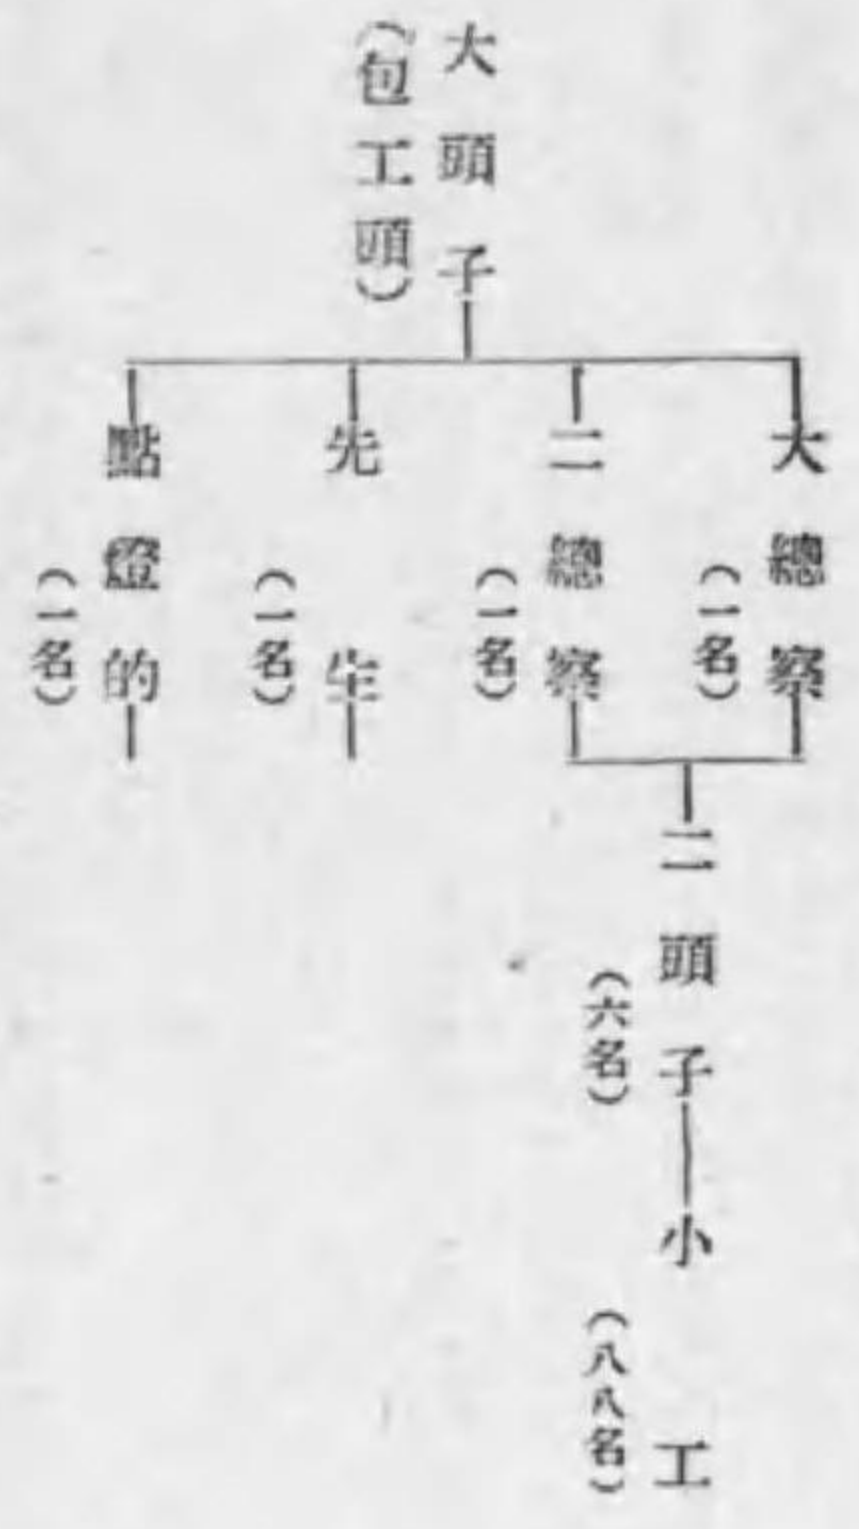 大頭子
（包工頭）
大總察
（一名）
二總察
（一名）
先生
（一名）
點燈的
（一名）
二頭子
（六名）
小工
（八八名）